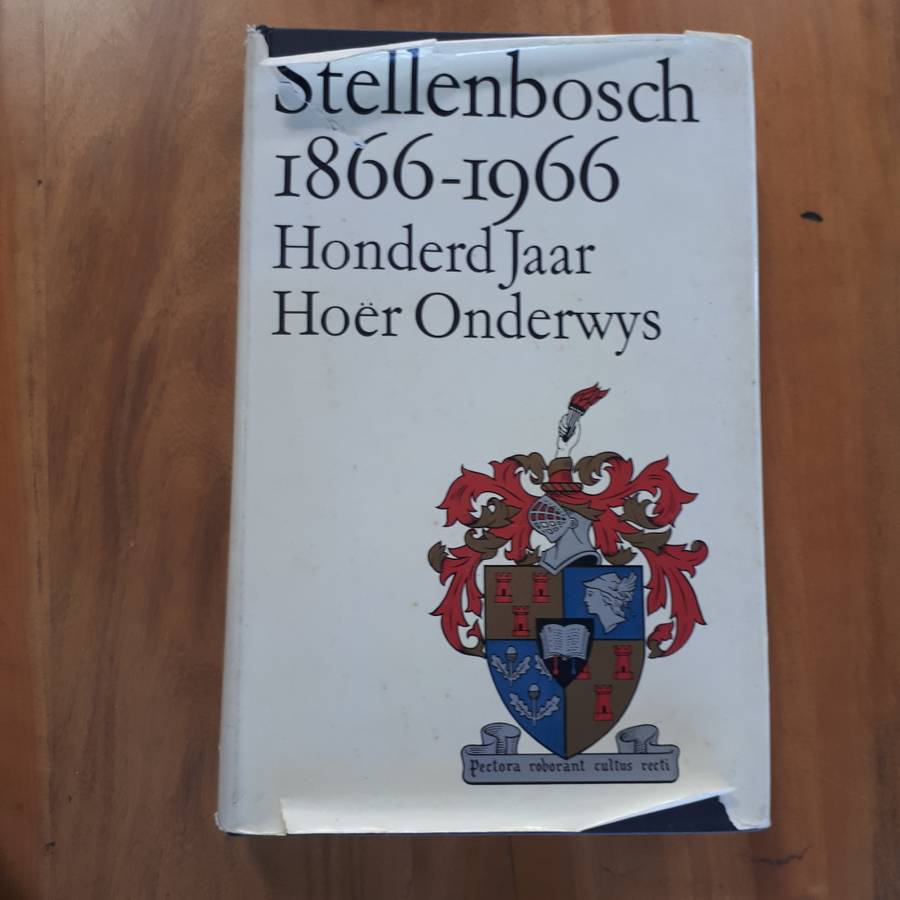 Stellenbosch
1866-1966
Honderd Jaar
Hoër Onderwys
Pectora roborant cultus recti